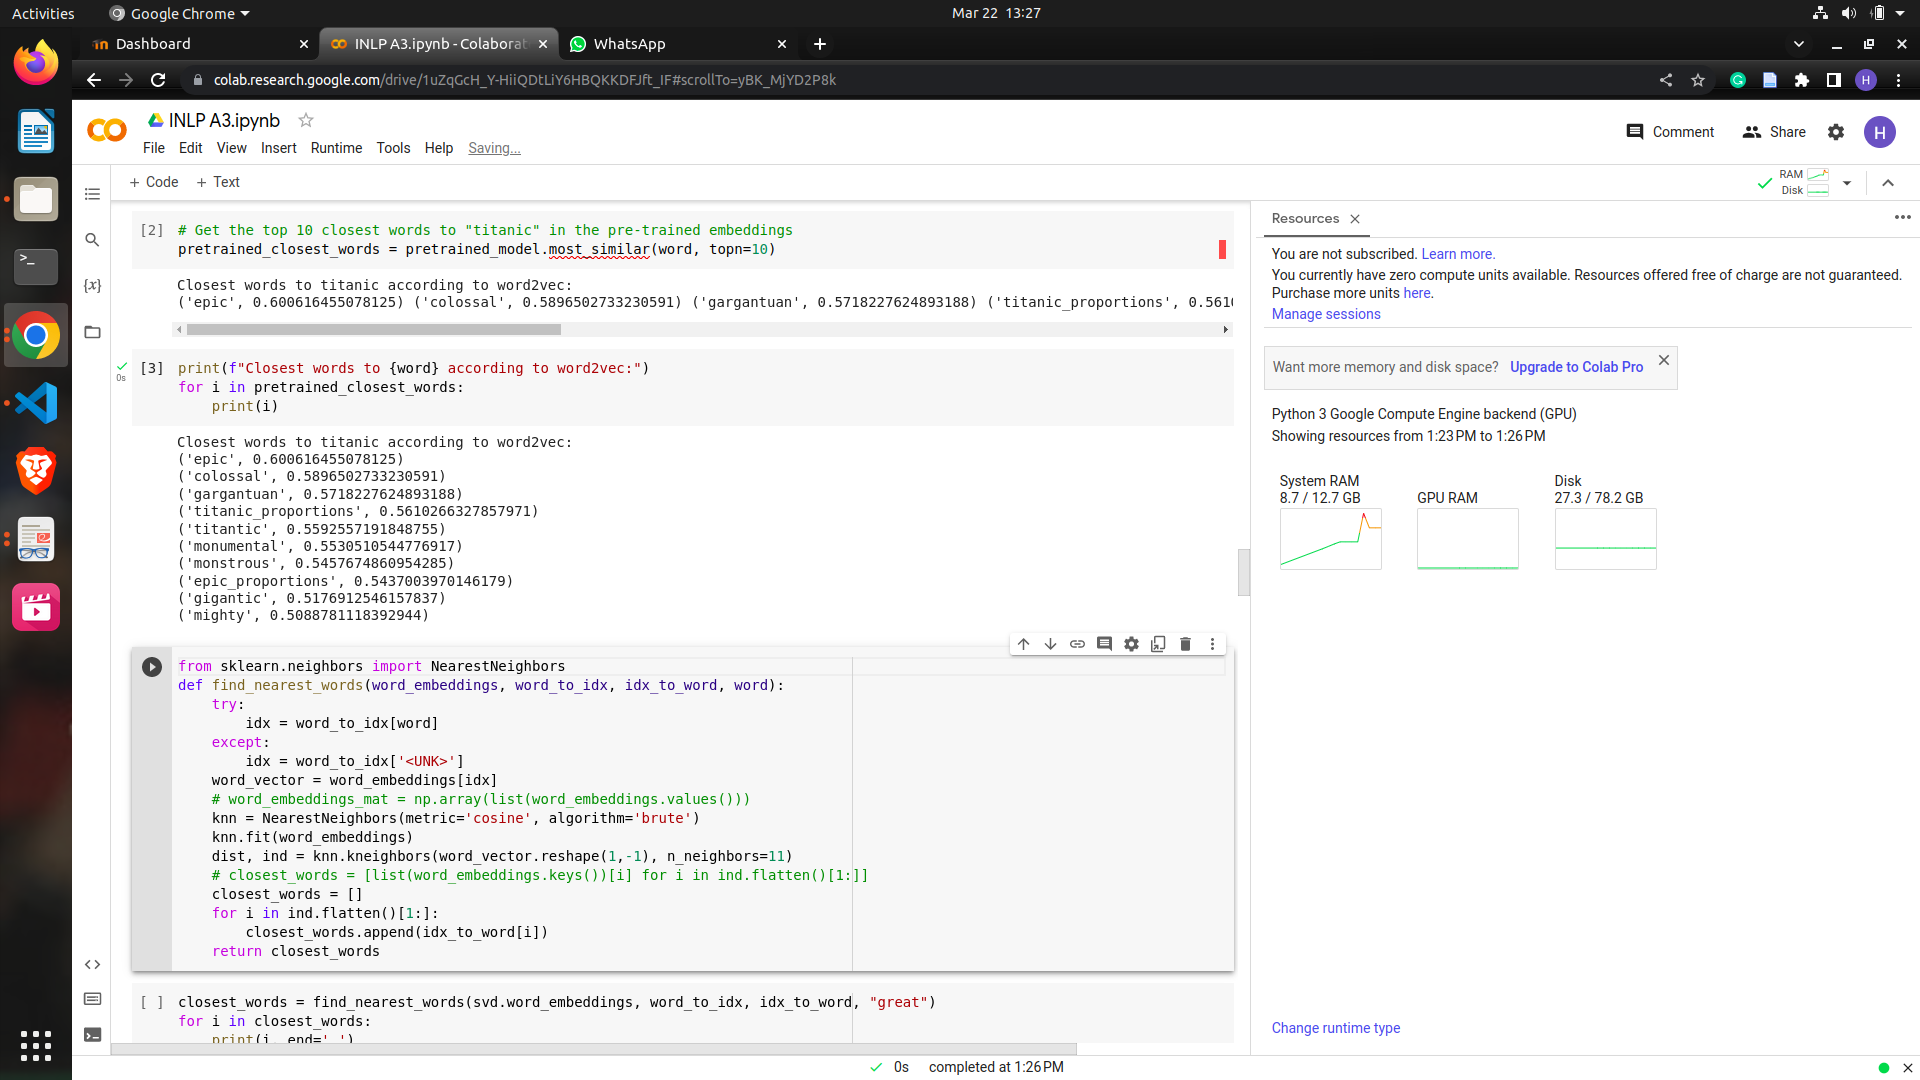 Activities Google Chrome Mar 22 13:27
Dashboard INLP A3.ipynb - Colaborat WhatsApp
colab.research.google.com/drive/1uZqGcH_Y-HiiQDtLiY6HBQKKDFJft_IF#scrollTo=yBK_MjYD2P8k
H
INLP A3.ipynb
Comment Share H
File Edit View Insert Runtime Tools Help Saving...
+ Code + Text
RAM
Disk
[2] # Get the top 10 closest words to "titanic" in the pre-trained embeddings
pretrained_closest_words = pretrained_model.most_similar(word, topn=10)
Closest words to titanic according to word2vec:
('epic', 0.600616455078125) ('colossal', 0.5896502733230591) ('gargantuan', 0.5718227624893188) ('titanic_proportions', 0.5610
0s [3] print(f"Closest words to {word} according to word2vec:")
for i in pretrained_closest_words:
print(i)
Closest words to titanic according to word2vec:
('epic', 0.600616455078125)
('colossal', 0.5896502733230591)
('gargantuan', 0.5718227624893188)
('titanic_proportions', 0.5610266327857971)
('titantic', 0.5592557191848755)
('monumental', 0.5530510544776917)
('monstrous', 0.5457674860954285)
('epic_proportions', 0.5437003970146179)
('gigantic', 0.5176912546157837)
('mighty', 0.5088781118392944)
from sklearn.neighbors import NearestNeighbors
def find_nearest_words(word_embeddings, word_to_idx, idx_to_word, word):
try:
idx = word_to_idx[word]
except:
idx = word_to_idx['<UNK>']
word_vector = word_embeddings[idx]
# word_embeddings_mat = np.array(list(word_embeddings.values()))
knn = NearestNeighbors(metric='cosine', algorithm='brute')
knn.fit(word_embeddings)
dist, ind = knn.kneighbors(word_vector.reshape(1,-1), n_neighbors=11)
# closest_words = [list(word_embeddings.keys())[i] for i in ind.flatten()[1:]]
closest_words = []
for i in ind.flatten()[1:]:
closest_words.append(idx_to_word[i])
return closest_words
[ ] closest_words = find_nearest_words(svd.word_embeddings, word_to_idx, idx_to_word, "great")
for i in closest_words:
print(i, end=' ')
Resources
You are not subscribed. Learn more.
You currently have zero compute units available. Resources offered free of charge are not guaranteed.
Purchase more units here.
Manage sessions
Want more memory and disk space? Upgrade to Colab Pro
Python 3 Google Compute Engine backend (GPU)
Showing resources from 1:23 PM to 1:26 PM
System RAM
8.7 / 12.7 GB
GPU RAM
Disk
27.3 / 78.2 GB
Change runtime type
0s completed at 1:26 PM